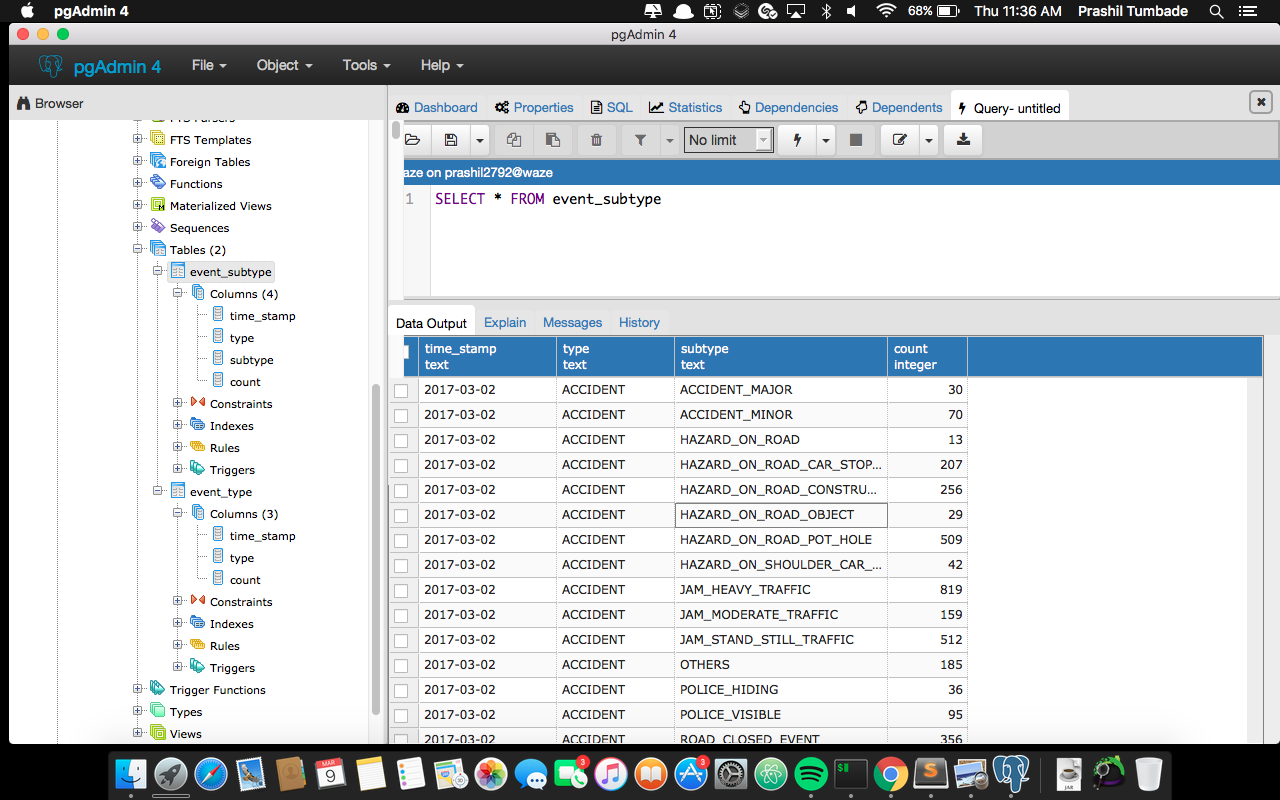 pgAdmin 4 68% Thu 11:36 AM Prashil Tumbade
pgAdmin 4
pgAdmin 4 File Object Tools Help
Browser
FTS Parsers
FTS Templates
Foreign Tables
Functions
Materialized Views
Sequences
Tables (2)
event_subtype
Columns (4)
time_stamp
type
subtype
count
Constraints
Indexes
Rules
Triggers
event_type
Columns (3)
time_stamp
type
count
Constraints
Indexes
Rules
Triggers
Trigger Functions
Types
Views
Dashboard Properties SQL Statistics Dependencies Dependents Query- untitled
No limit
aze on prashil2792@waze
1 SELECT * FROM event_subtype
Data Output Explain Messages History
time_stamp type subtype count
text text text integer
2017-03-02 ACCIDENT ACCIDENT_MAJOR 30
2017-03-02 ACCIDENT ACCIDENT_MINOR 70
2017-03-02 ACCIDENT HAZARD_ON_ROAD 13
2017-03-02 ACCIDENT HAZARD_ON_ROAD_CAR_STOP... 207
2017-03-02 ACCIDENT HAZARD_ON_ROAD_CONSTRU... 256
2017-03-02 ACCIDENT HAZARD_ON_ROAD_OBJECT 29
2017-03-02 ACCIDENT HAZARD_ON_ROAD_POT_HOLE 509
2017-03-02 ACCIDENT HAZARD_ON_SHOULDER_CAR_... 42
2017-03-02 ACCIDENT JAM_HEAVY_TRAFFIC 819
2017-03-02 ACCIDENT JAM_MODERATE_TRAFFIC 159
2017-03-02 ACCIDENT JAM_STAND_STILL_TRAFFIC 512
2017-03-02 ACCIDENT OTHERS 185
2017-03-02 ACCIDENT POLICE_HIDING 36
2017-03-02 ACCIDENT POLICE_VISIBLE 95
2017-03-02 ACCIDENT ROAD_CLOSED_EVENT 356
MAR
9
3
3
$
S
JAR